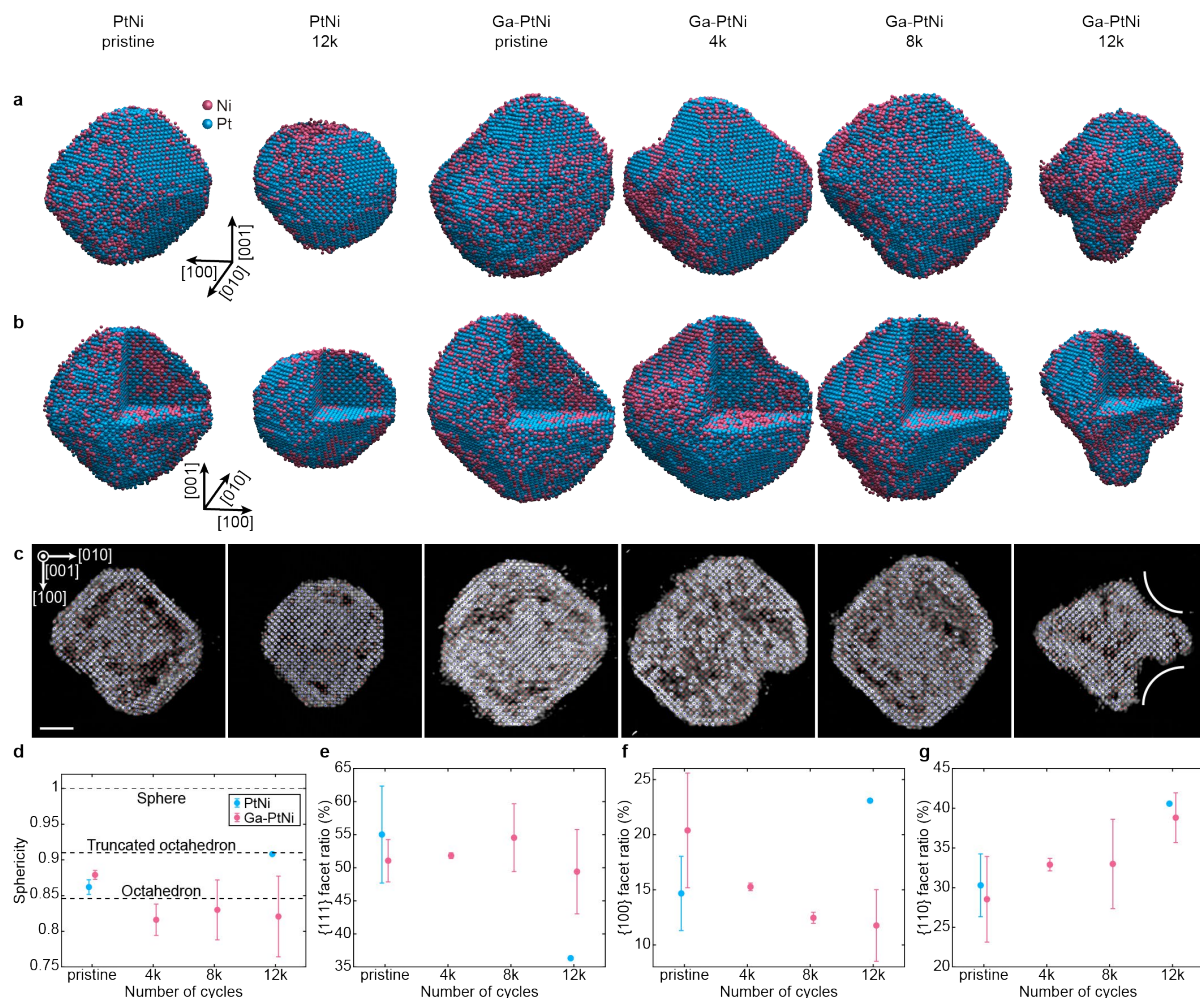 PtNi PtNi Ga-PtNi Ga-PtNi Ga-PtNi Ga-PtNi
pristine 12k pristine 4k 8k 12k
a
Ni
Pt
[001]
[100]
[010]
b
[001]
[010]
[100]
c
[010]
[001]
[100]
d e f g
1
0.95
0.9
0.85
0.8
0.75
Sphericity
Sphere
PtNi
Ga-PtNi
Truncated octahedron
Octahedron
pristine 4k 8k 12k
Number of cycles
65
60
55
50
45
40
35
{111} facet ratio (%)
pristine 4k 8k 12k
Number of cycles
25
20
15
10
{100} facet ratio (%)
pristine 4k 8k 12k
Number of cycles
45
40
35
30
25
20
{110} facet ratio (%)
pristine 4k 8k 12k
Number of cycles